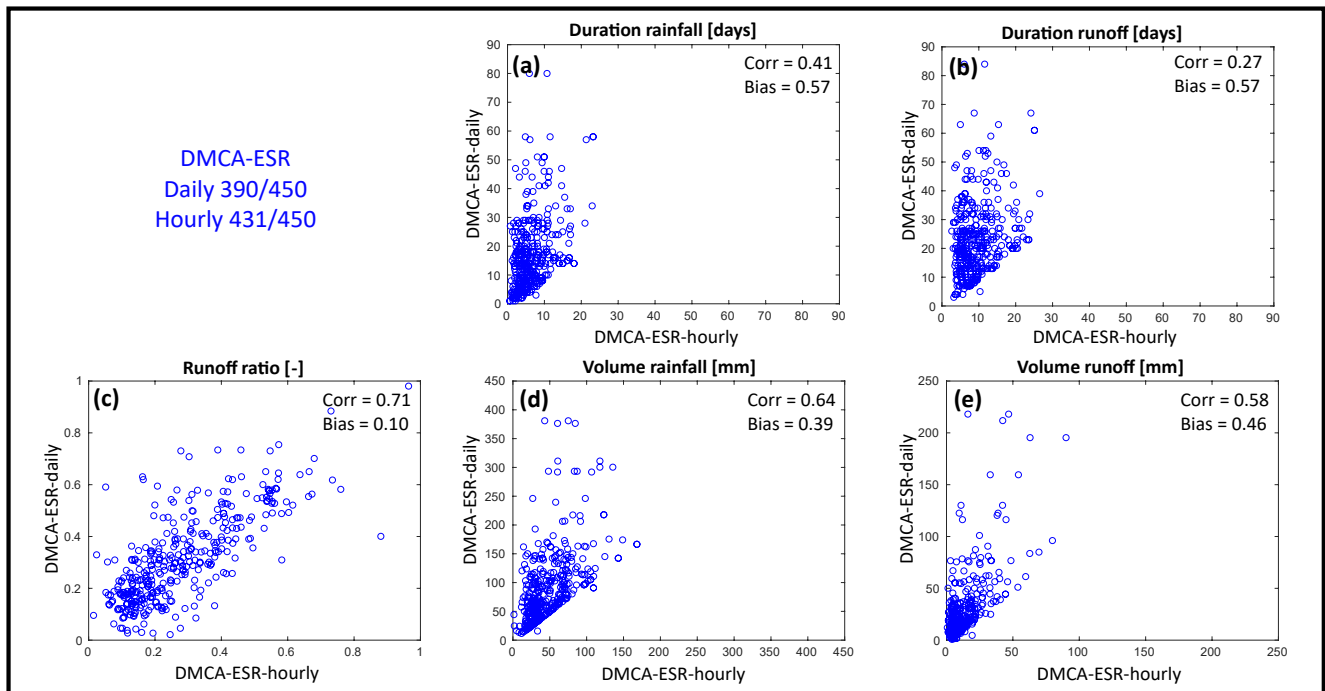 DMCA-ESR
Daily 390/450
Hourly 431/450
Duration rainfall [days]
(a)
Corr = 0.41
Bias = 0.57
90
80
70
60
50
40
30
20
10
0
DMCA-ESR-daily
0 10 20 30 40 50 60 70 80 90
DMCA-ESR-hourly
Duration runoff [days]
(b)
Corr = 0.27
Bias = 0.57
90
80
70
60
50
40
30
20
10
0
DMCA-ESR-daily
0 10 20 30 40 50 60 70 80 90
DMCA-ESR-hourly
Runoff ratio [-]
(c)
Corr = 0.71
Bias = 0.10
1
0.8
0.6
0.4
0.2
0
DMCA-ESR-daily
0 0.2 0.4 0.6 0.8 1
DMCA-ESR-hourly
Volume rainfall [mm]
(d)
Corr = 0.64
Bias = 0.39
450
400
350
300
250
200
150
100
50
0
DMCA-ESR-daily
0 50 100 150 200 250 300 350 400 450
DMCA-ESR-hourly
Volume runoff [mm]
(e)
Corr = 0.58
Bias = 0.46
250
200
150
100
50
0
DMCA-ESR-daily
0 50 100 150 200 250
DMCA-ESR-hourly